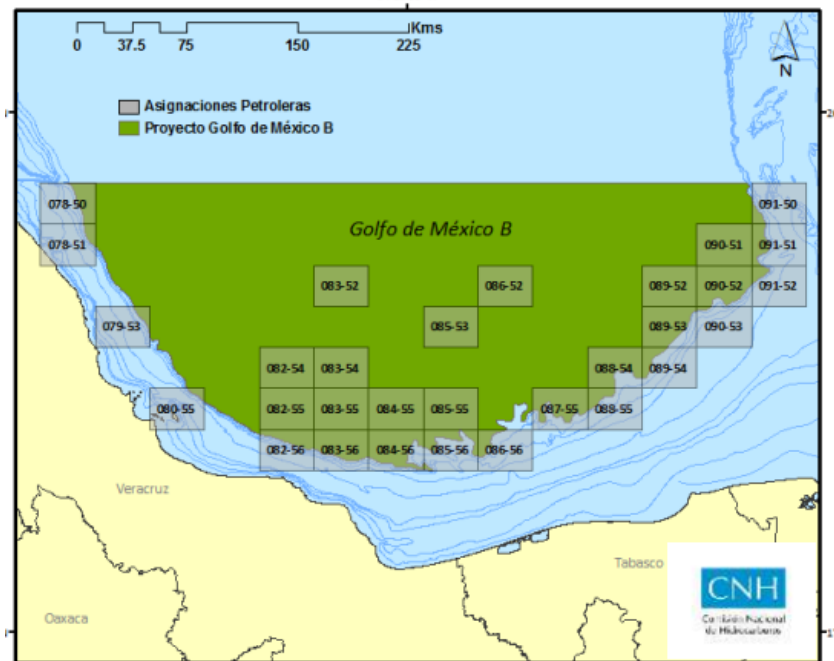 Kms
0 37.5 75 150 225
N
Asignaciones Petroleras
Proyecto Golfo de México B
Golfo de México B
078-50 091-50
078-51 090-51 091-51
083-52 086-52 089-52 090-52 091-52
079-53 085-53 089-53 090-53
082-54 083-54 088-54 089-54
080-55 082-55 083-55 084-55 085-55 087-55 088-55
082-56 083-56 084-56 085-56 086-56
Veracruz
Tabasco
Oaxaca
CNH
Comisión Nacional
de Hidrocarburos